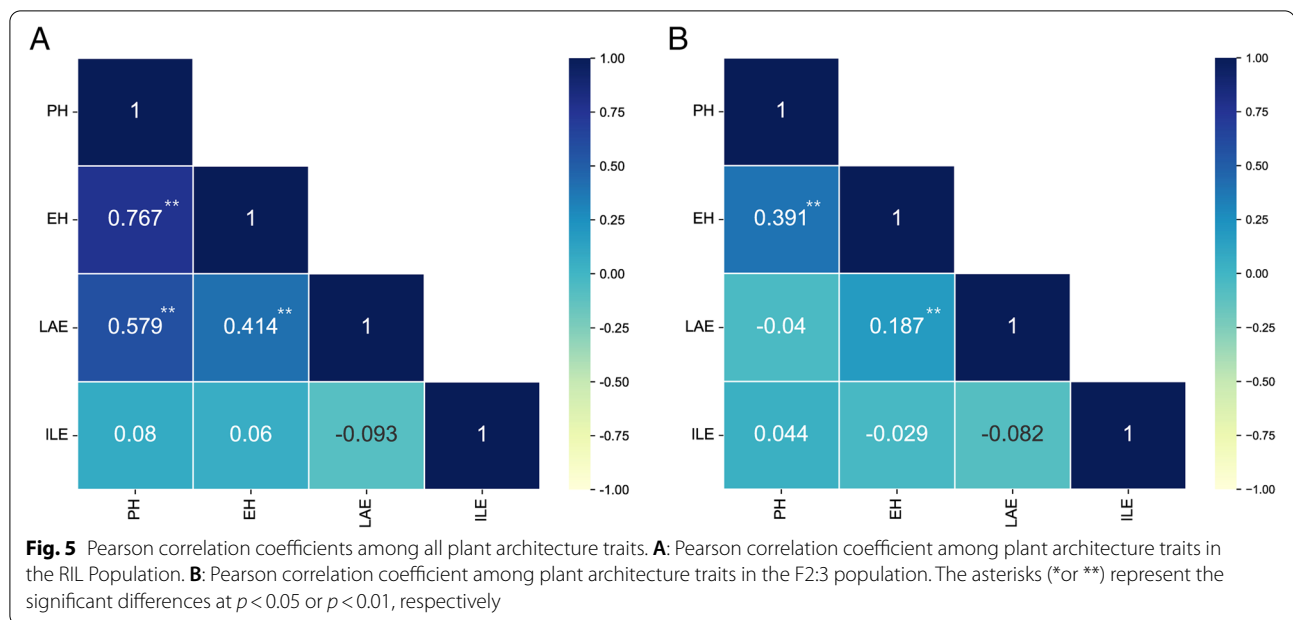 A
B
PH
1
EH
0.767**
1
LAE
0.579**
0.414**
1
ILE
0.08
0.06
-0.093
1
PH
EH
LAE
ILE
1.00
0.75
0.50
0.25
0.00
-0.25
-0.50
-0.75
-1.00
PH
1
EH
0.391**
1
LAE
-0.04
0.187**
1
ILE
0.044
-0.029
-0.082
1
PH
EH
LAE
ILE
1.00
0.75
0.50
0.25
0.00
-0.25
-0.50
-0.75
-1.00
Fig. 5 Pearson correlation coefficients among all plant architecture traits. A: Pearson correlation coefficient among plant architecture traits in
the RIL Population. B: Pearson correlation coefficient among plant architecture traits in the F2:3 population. The asterisks (*or **) represent the
significant differences at p < 0.05 or p < 0.01, respectively